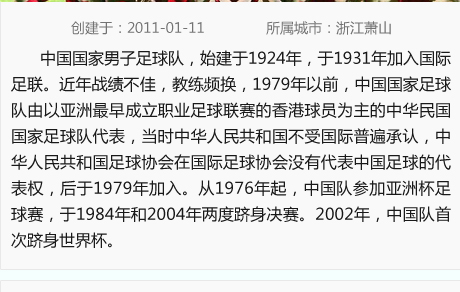 创建于：2011-01-11 所属城市：浙江萧山
中国国家男子足球队，始建于1924年，于1931年加入国际
足联。近年战绩不佳，教练频换，1979年以前，中国国家足球
队由以亚洲最早成立职业足球联赛的香港球员为主的中华民国
国家足球队代表，当时中华人民共和国不受国际普遍承认，中
华人民共和国足球协会在国际足球协会没有代表中国足球的代
表权，后于1979年加入。从1976年起，中国队参加亚洲杯足
球赛，于1984年和2004年两度跻身决赛。2002年，中国队首
次跻身世界杯。